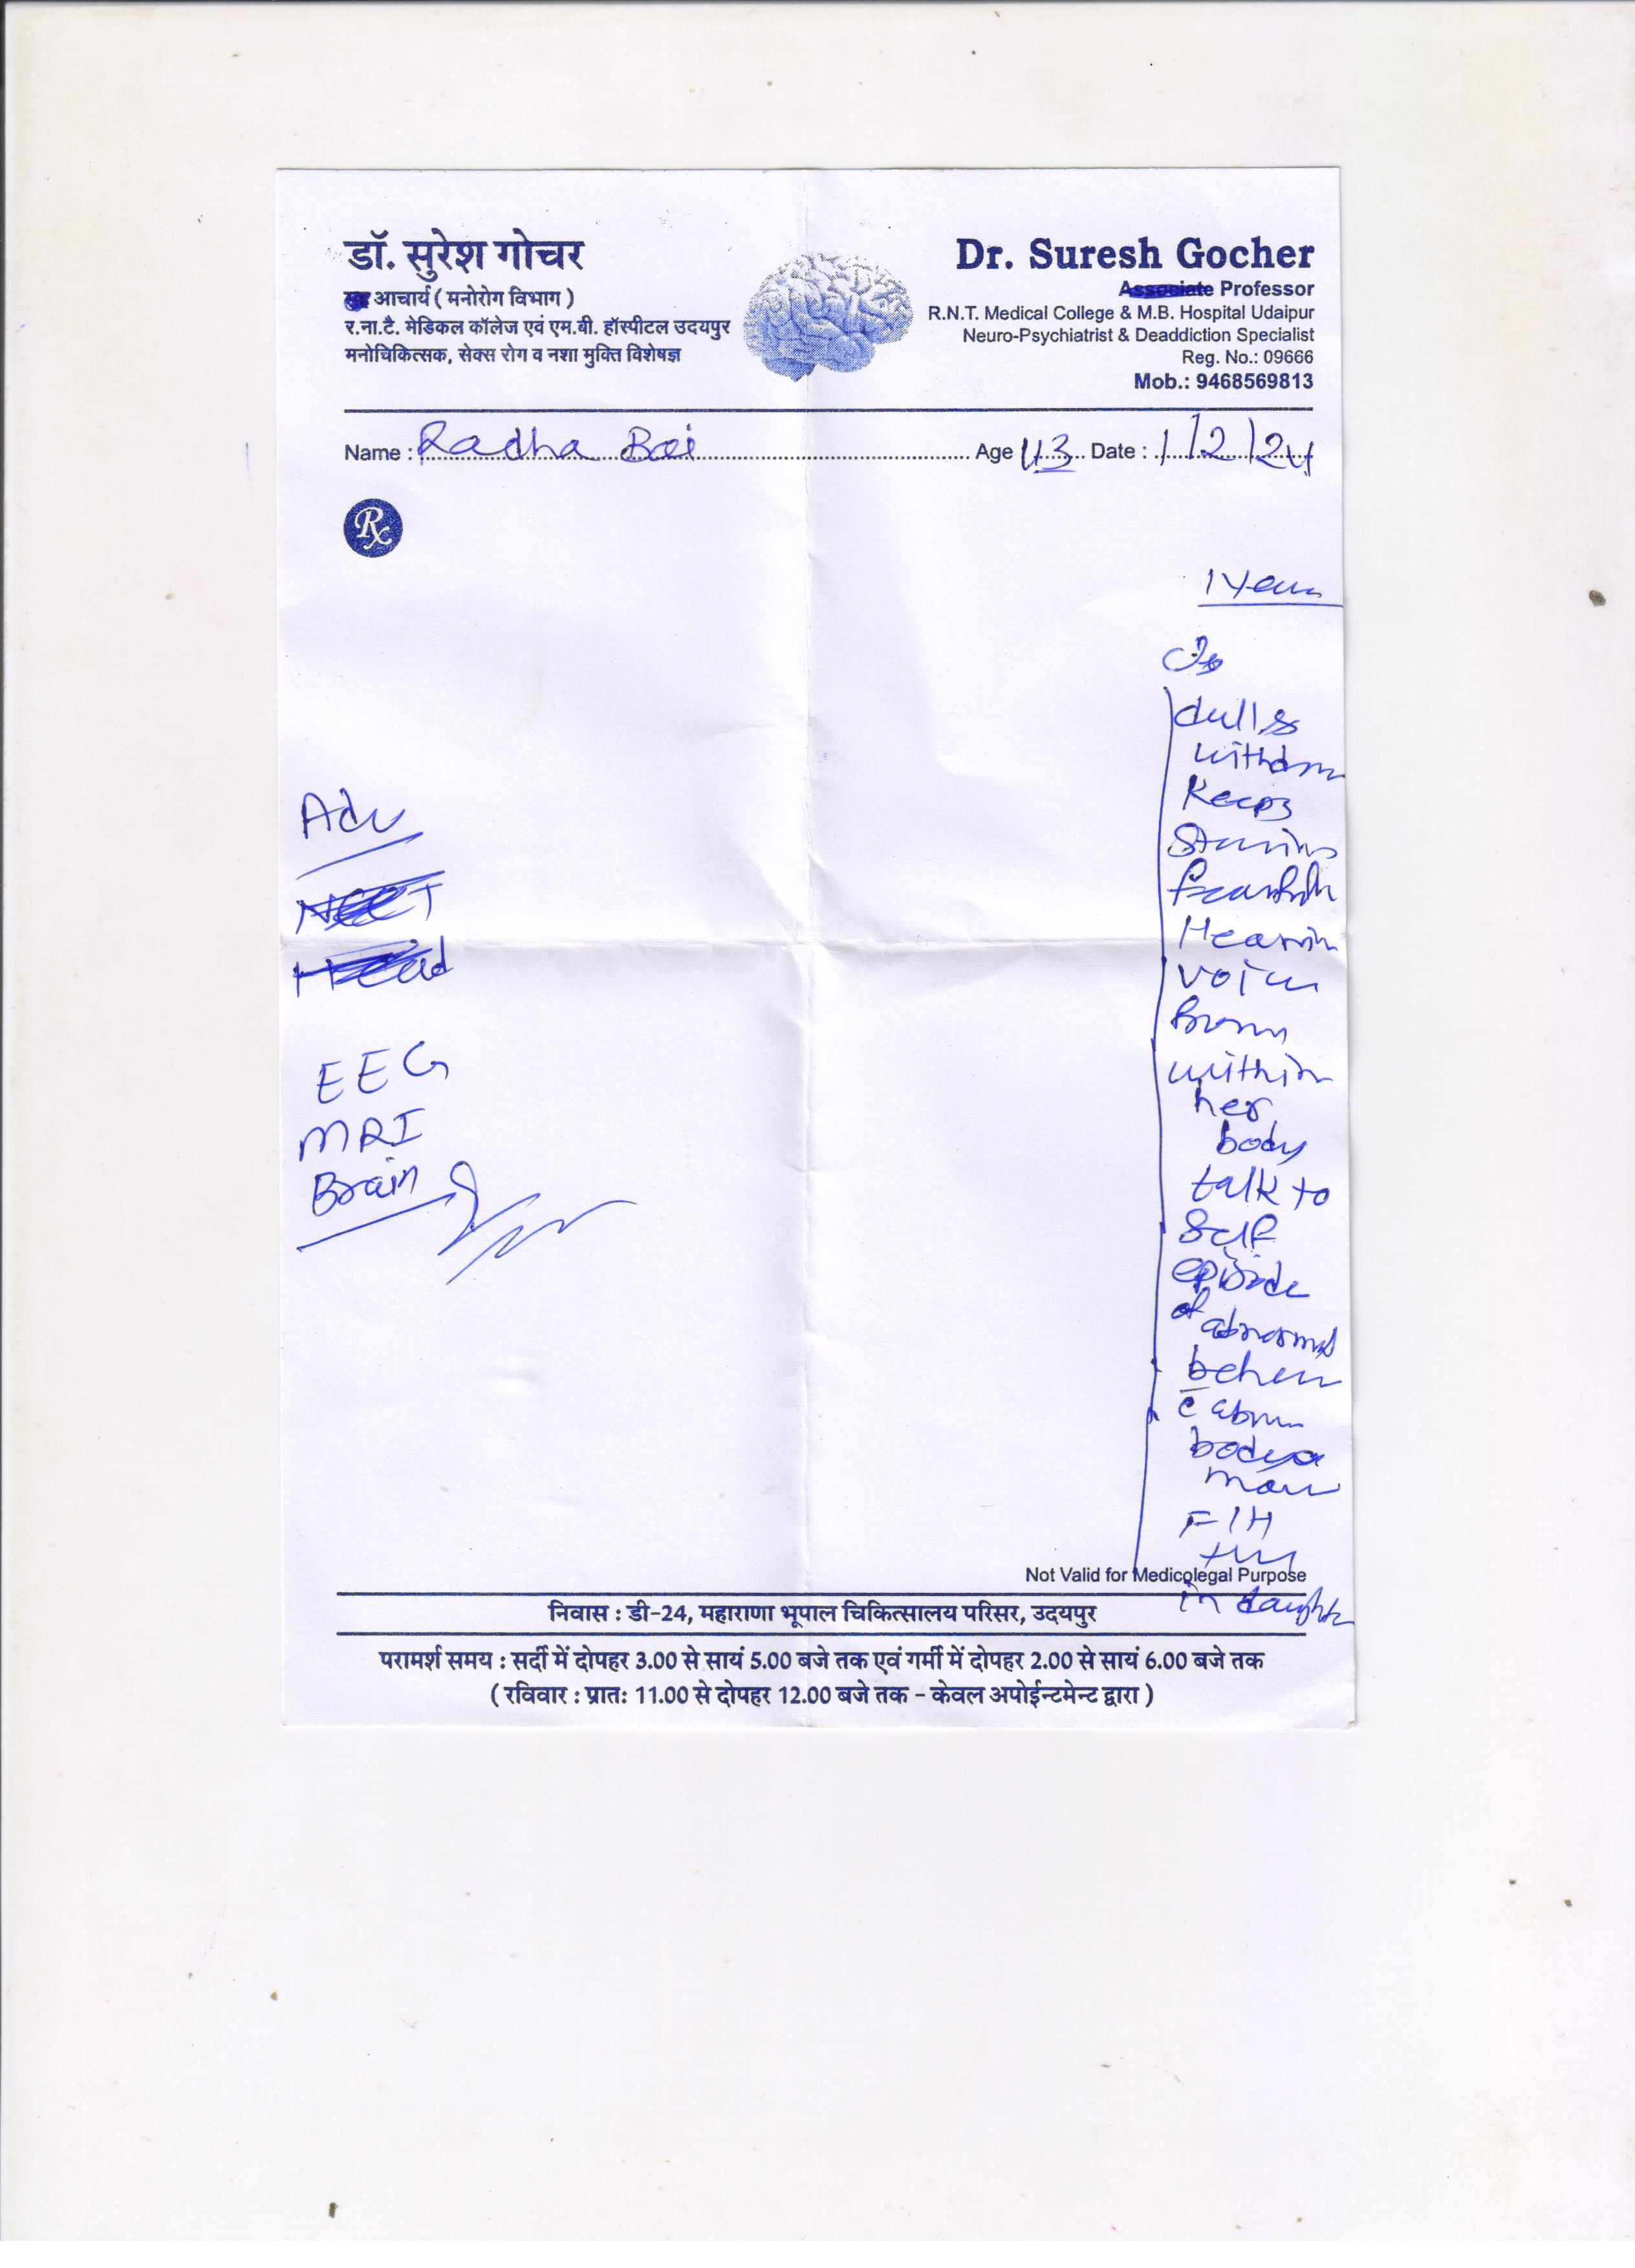 डॉ. सुरेश गोचर
आचार्य ( मनोरोग विभाग )
र.ना.टै. मेडिकल कॉलेज एवं एम.बी. हॉस्पीटल उदयपुर
मनोचिकित्सक, सेक्स रोग व नशा मुक्ति विशेषज्ञ
Dr. Suresh Gocher
Associate Professor
R.N.T. Medical College & M.B. Hospital Udaipur
Neuro-Psychiatrist & Deaddiction Specialist
Reg. No.: 09666
Mob.: 9468569813
Name : Radha Bai Age 43 Date : 1/2/24
Rx
1 Year
C/o
dull &
withdrawn
Keeps
Staring
fearful
Hearing
voices
from
within
her
body
talk to
Self
episode
of abnormal
behav
c̄ abnor
body
mov
F/H
in daughter
Adv
NCCT
Head
EEG
MRI
Brain
Not Valid for Medicolegal Purpose
निवास : डी-24, महाराणा भूपाल चिकित्सालय परिसर, उदयपुर
परामर्श समय : सर्दी में दोपहर 3.00 से सायं 5.00 बजे तक एवं गर्मी में दोपहर 2.00 से सायं 6.00 बजे तक
( रविवार : प्रातः 11.00 से दोपहर 12.00 बजे तक - केवल अपोईन्टमेन्ट द्वारा )